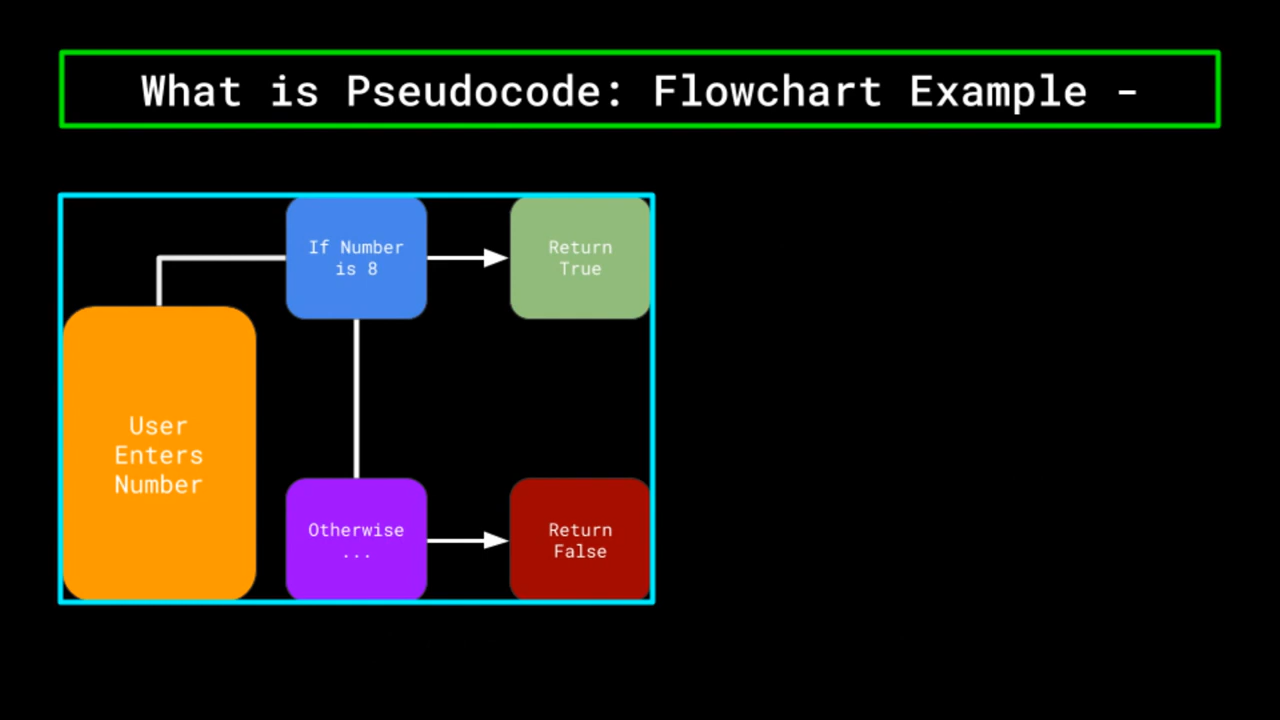 What is Pseudocode: Flowchart Example -
If Number
is 8
Return
True
User
Enters
Number
Otherwise
...
Return
False